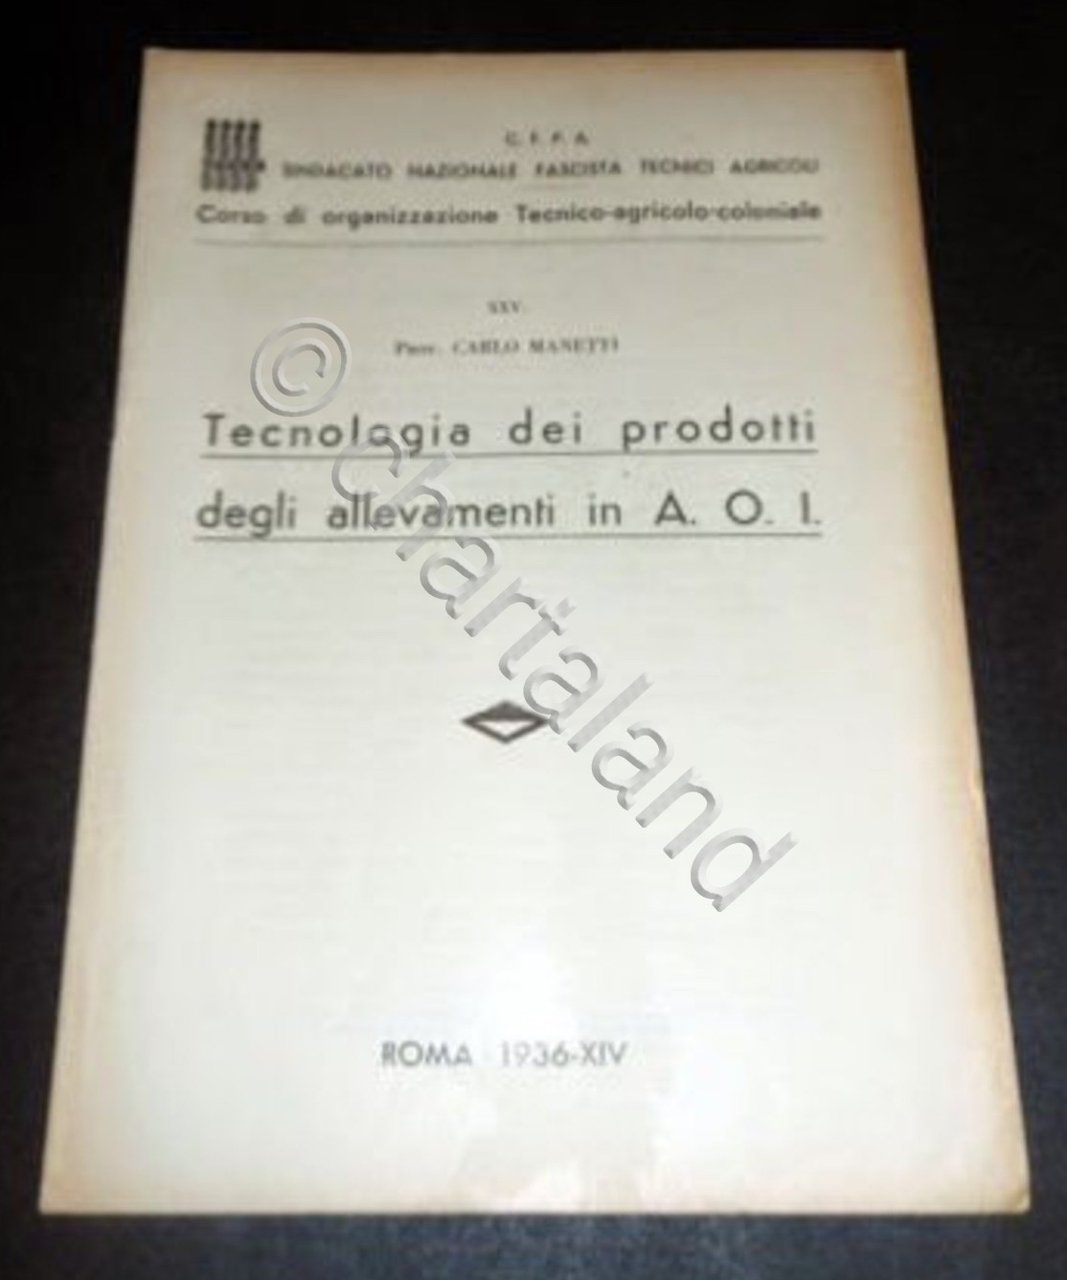 C. F. P. A.
SINDACATO NAZIONALE FASCISTA TECNICI AGRICOLI
Corso di organizzazione Tecnico-agricolo-coloniale
XXV.
PROF. CARLO MANETTI
Tecnologia dei prodotti
degli allevamenti in A. O. I.
© chartaland
ROMA 1936-XIV